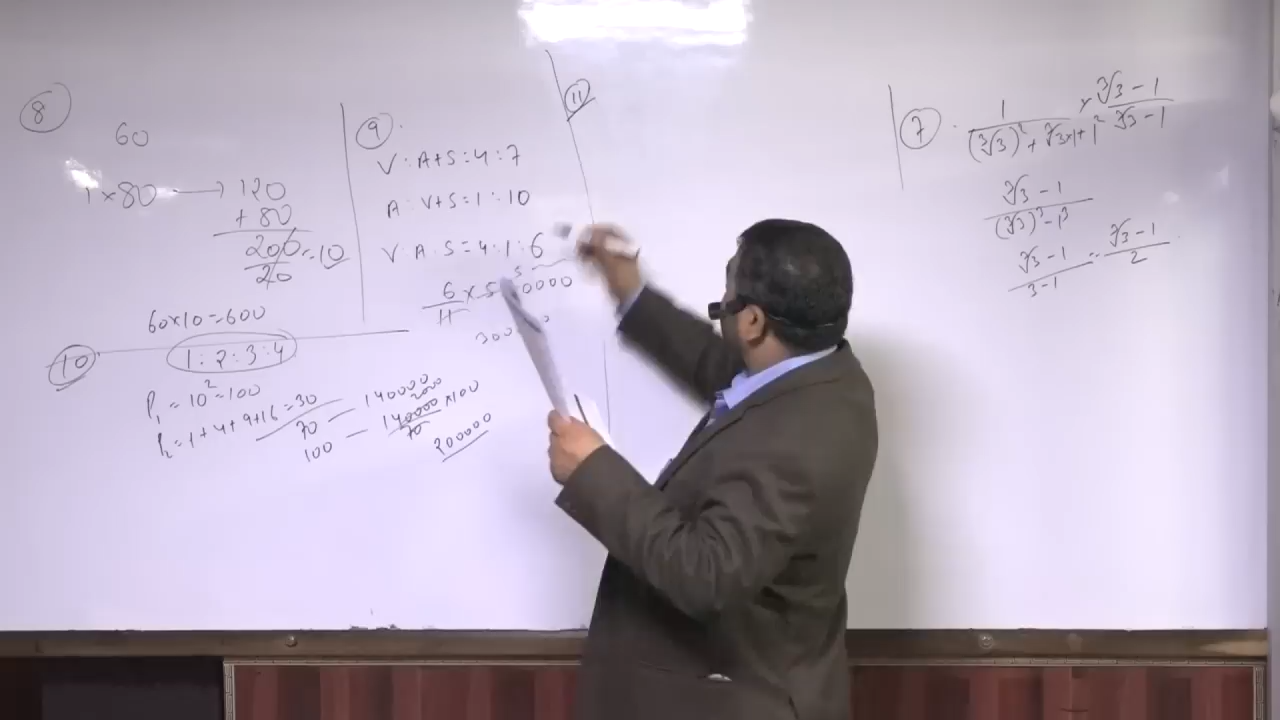 8
60
1 × 80 → 120
+ 80
200 = 10
20
60×10=600
9
V : A+S = 4 : 7
A : V+S = 1 : 10
V : A : S = 4 : 1 : 6
6 × 5
11
10
1 : 2 : 3 : 4
P₁ = 10² = 100
P₂ = 1 + 4 + 9 + 16 = 30
70 — 140000
2000
100 — 140000 × 100
70
200000
11
7
1 × ∛3 − 1
(∛3)² + ∛3×1 + 1² ∛3 − 1
∛3 − 1
(∛3)³ − 1³
∛3 − 1 = ∛3 − 1
3 − 1 2